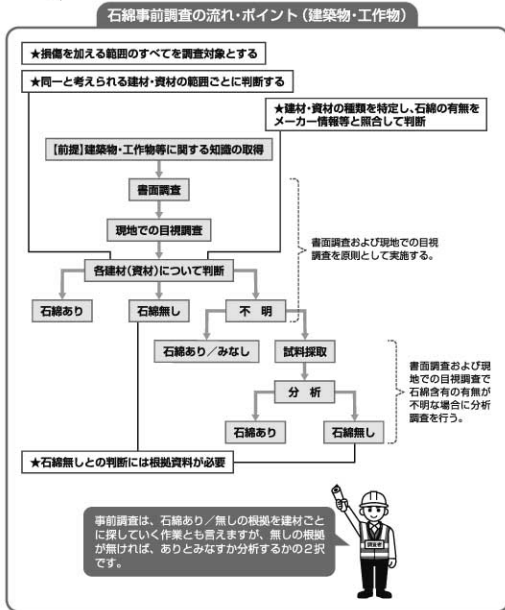 石綿事前調査の流れ・ポイント（建築物・工作物）
★損傷を加える範囲のすべてを調査対象とする
★同一と考えられる建材・資材の範囲ごとに判断する
★建材・資材の種類を特定し、石綿の有無を
メーカー情報等と照合して判断
【前提】建築物・工作物等に関する知識の取得
書面調査
現地での目視調査
書面調査および現地での目視
調査を原則として実施する。
各建材（資材）について判断
石綿あり
石綿無し
不　明
石綿あり／みなし
試料採取
分　析
書面調査および現
地での目視調査で
石綿含有の有無が
不明な場合に分析
調査を行う。
石綿あり
石綿無し
★石綿無しとの判断には根拠資料が必要
事前調査は、石綿あり／無しの根拠を建材ごと
に探していく作業とも言えますが、無しの根拠
が無ければ、ありとみなすか分析するかの２択
です。
調査者